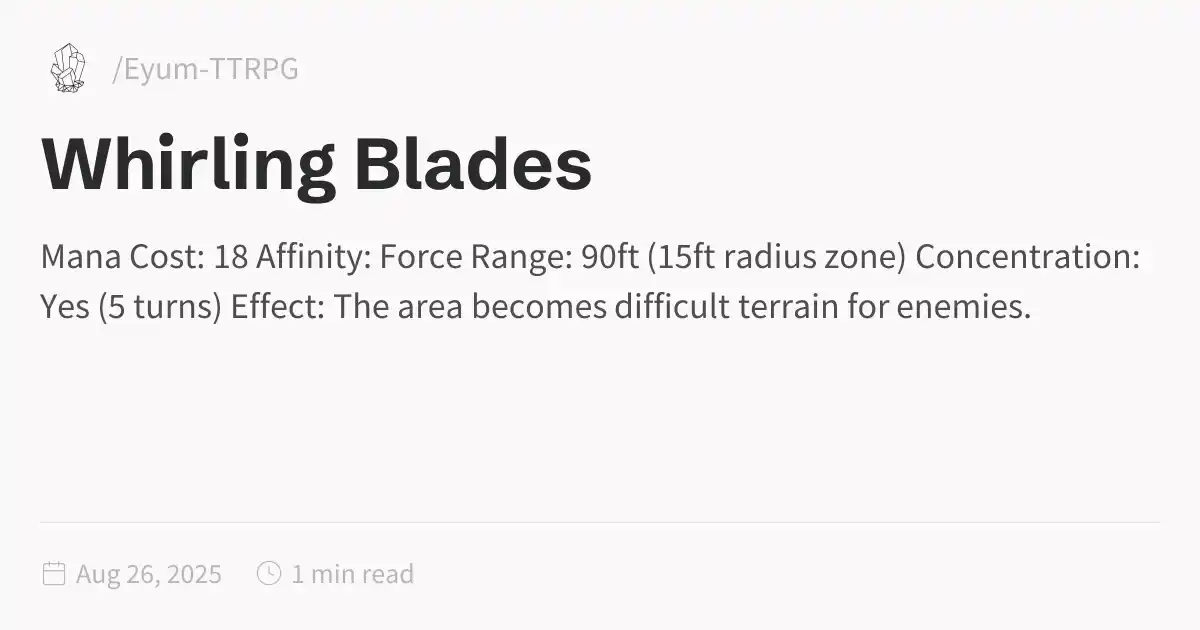 /Eyum-TTRPG
Whirling Blades
Mana Cost: 18 Affinity: Force Range: 90ft (15ft radius zone) Concentration:
Yes (5 turns) Effect: The area becomes difficult terrain for enemies.
Aug 26, 2025 1 min read